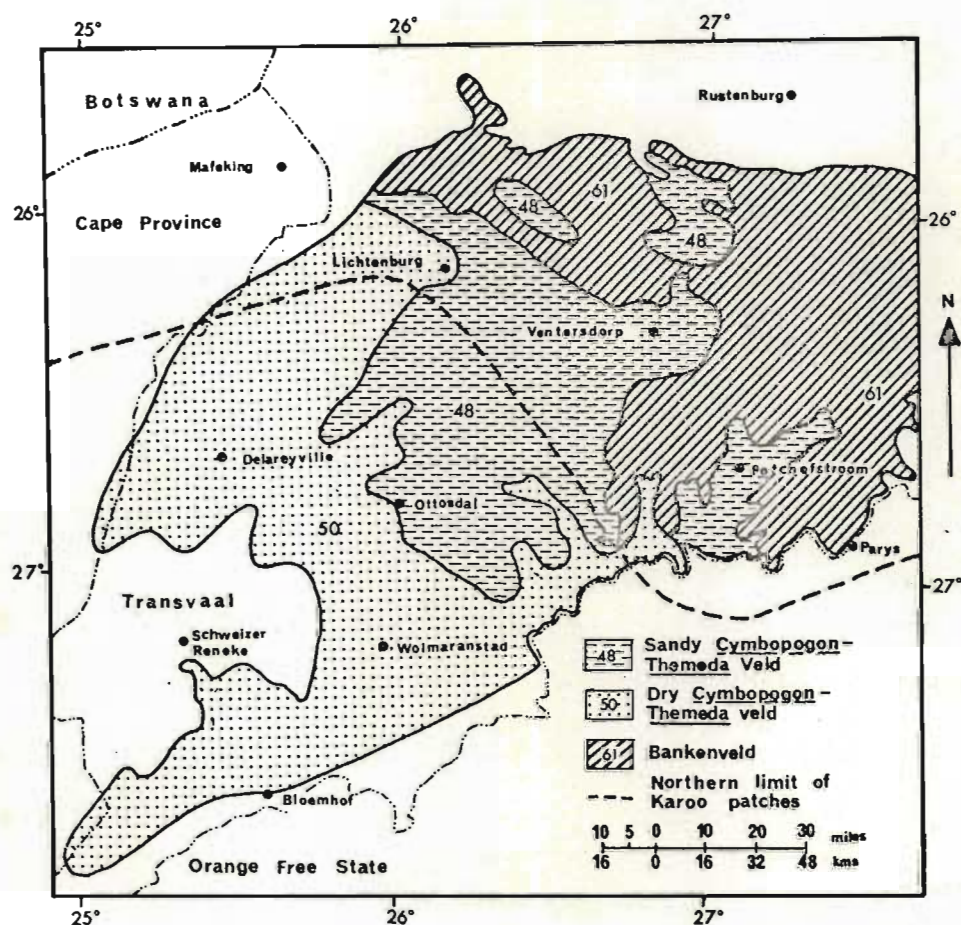 25°
26°
27°
Botswana
Rustenburg
Mafeking
61
26°
26°
48
Cape Province
48
Lichtenburg
N
Ventersdorp
48
61
Delareyville
Potchefstroom
Ottosdal
50
Parys
27°
27°
Transvaal
Schweizer
Reneke
Wolmaranstad
48
Sandy Cymbopogon–
Themeda Veld
50
Dry Cymbopogon –
Themeda veld
61
Bankenveld
Northern limit of
Karoo patches
Bloemhof
10 5 0 10 20 30 miles
16 0 16 32 48 kms
Orange Free State
25°
26°
27°